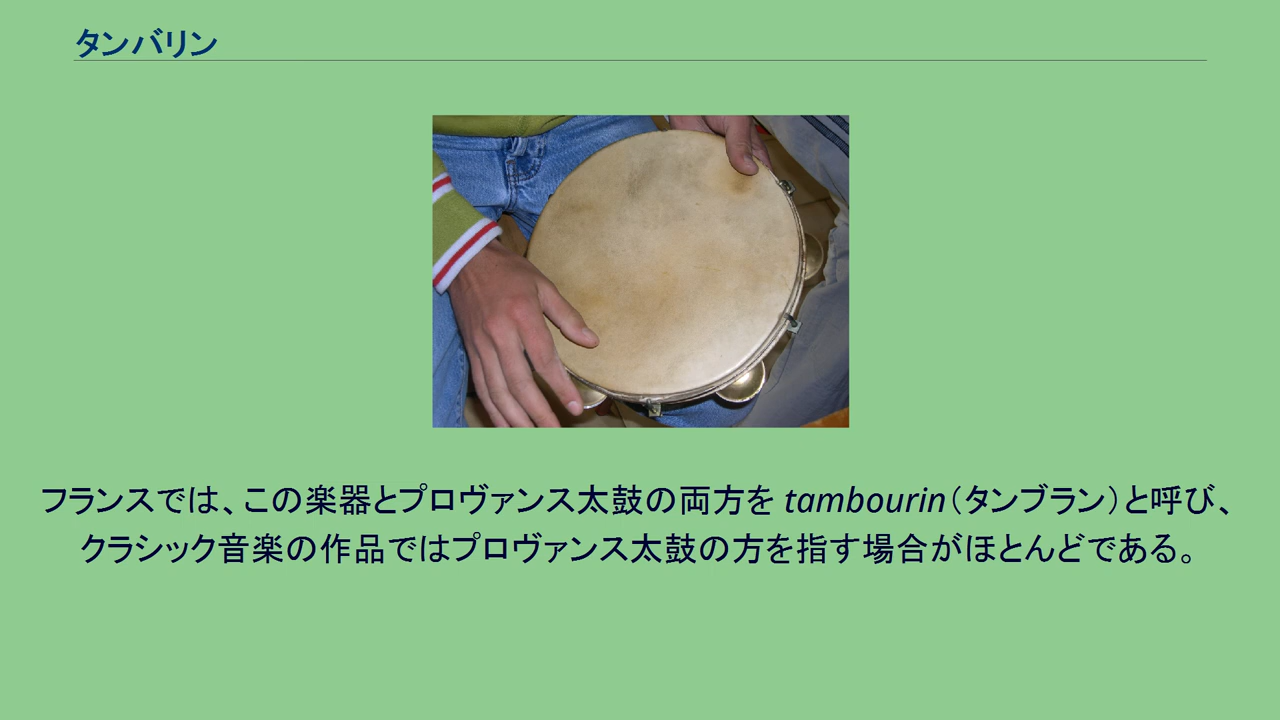 タンバリン
フランスでは、この楽器とプロヴァンス太鼓の両方を tambourin（タンブラン）と呼び、
クラシック音楽の作品ではプロヴァンス太鼓の方を指す場合がほとんどである。